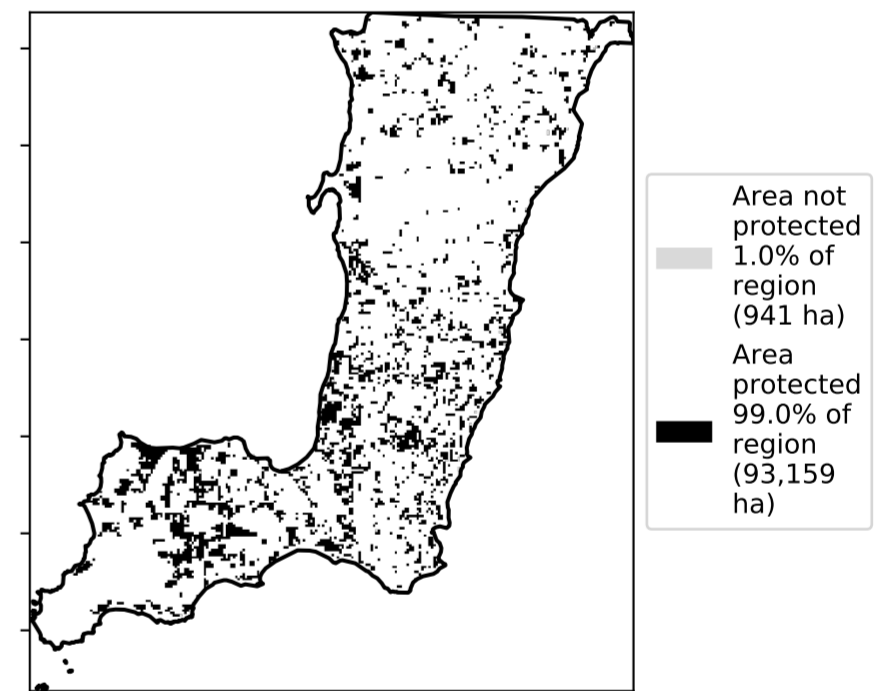 Area not
protected
1.0% of
region
(941 ha)
Area
protected
99.0% of
region
(93,159
ha)